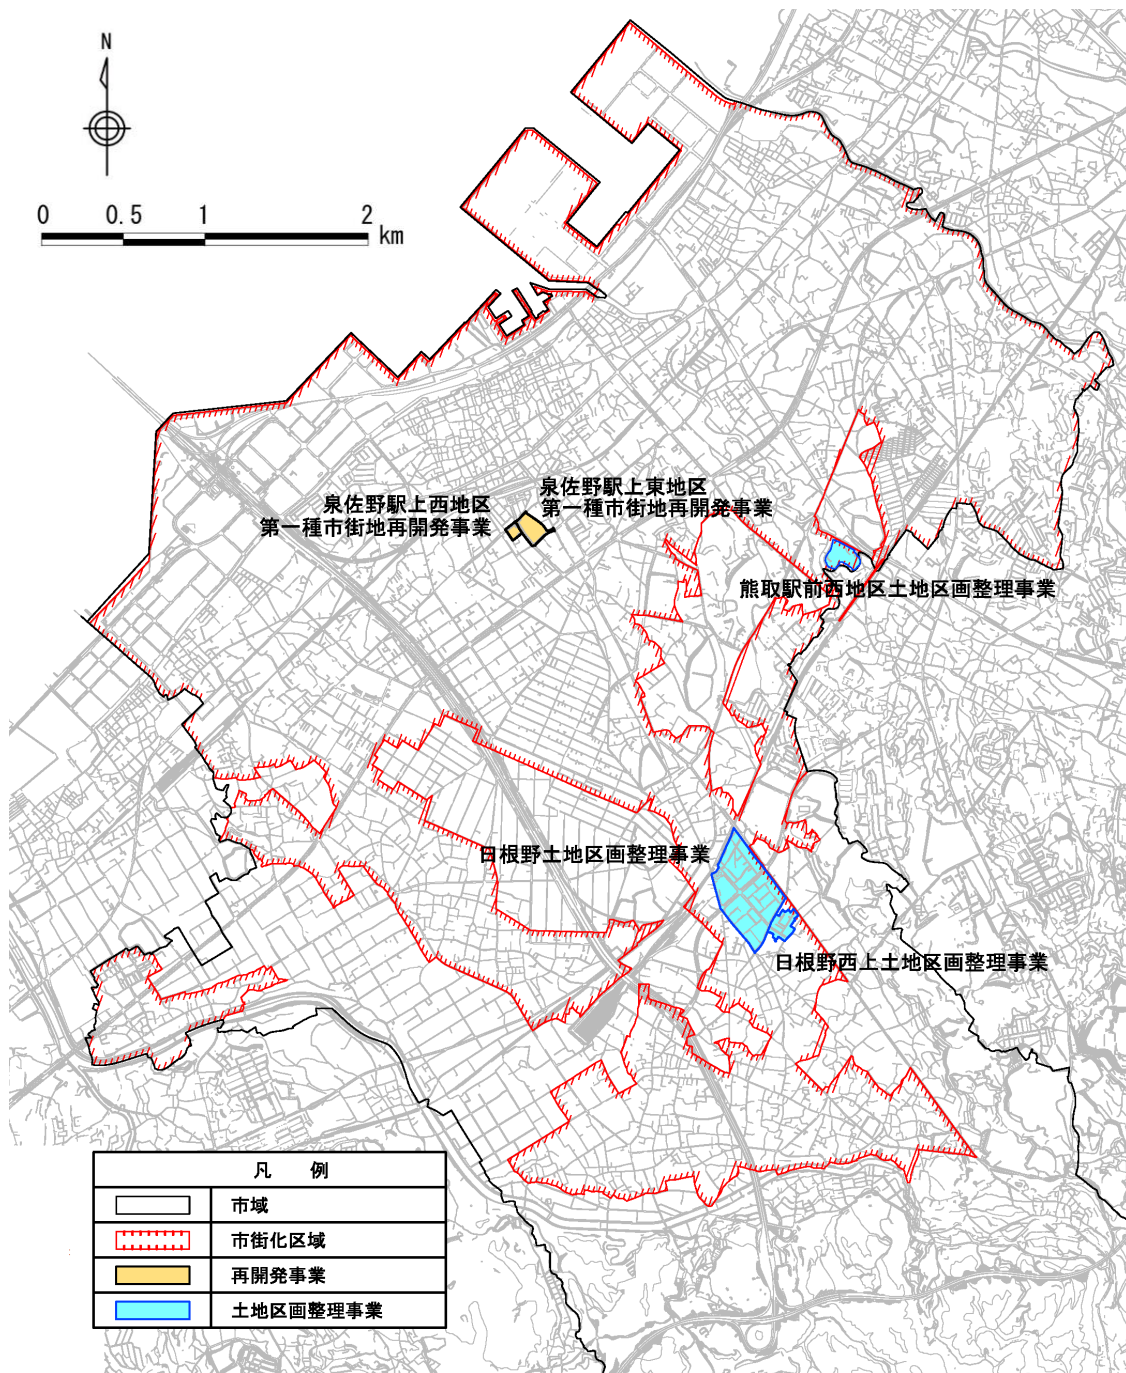 N
0 0.5 1 2
km
泉佐野駅上西地区
第一種市街地再開発事業
泉佐野駅上東地区
第一種市街地再開発事業
熊取駅前西地区土地区画整理事業
日根野土地区画整理事業
日根野西上土地区画整理事業
凡 例
市域
市街化区域
再開発事業
土地区画整理事業